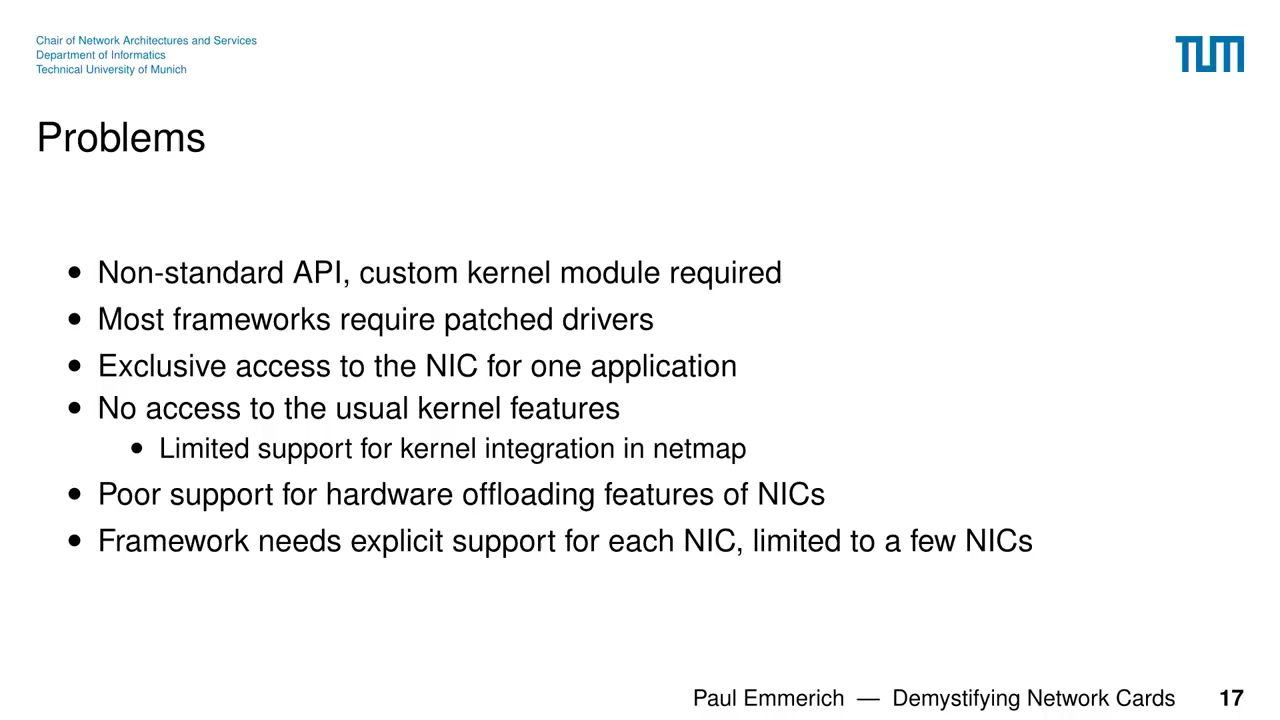 Chair of Network Architectures and Services
Department of Informatics
Technical University of Munich
TUM
Problems
• Non-standard API, custom kernel module required
• Most frameworks require patched drivers
• Exclusive access to the NIC for one application
• No access to the usual kernel features
• Limited support for kernel integration in netmap
• Poor support for hardware offloading features of NICs
• Framework needs explicit support for each NIC, limited to a few NICs
Paul Emmerich — Demystifying Network Cards 17